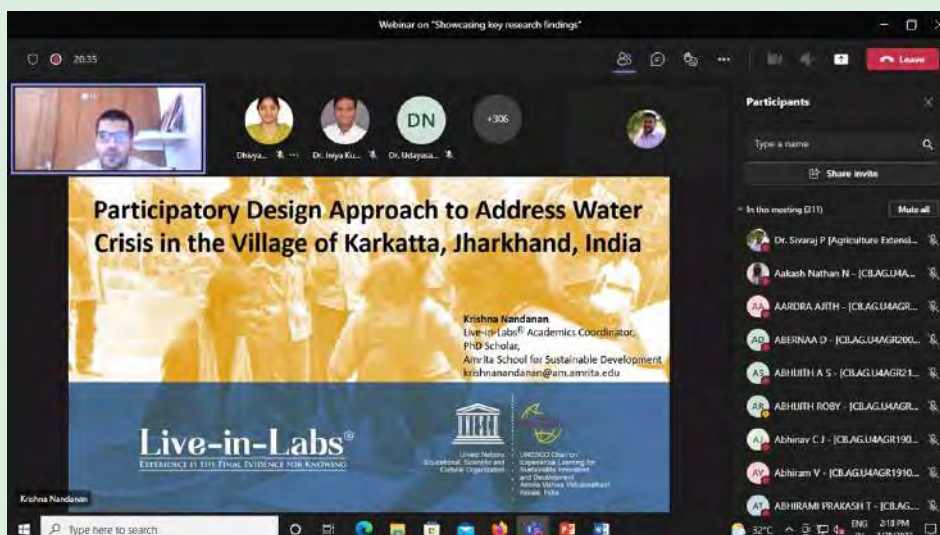 Webinar on "Showcasing key research findings"
20:35
Leave
DN
+306
Dhivya...
Dr. Iniya Ku...
Dr. Udayasa...
Participants
Type a name
Share invite
In this meeting (311)
Mute all
Dr. Sivaraj P [Agriculture Extensi...
Aakash Nathan N - [CB.AG.U4A...
AA
AARDRA AJITH - [CB.AG.U4AGR...
AD
ABERNAA D - [CB.AG.U4AGR200...
AS
ABHIJITH A S - [CB.AG.U4AGR21...
AR
ABHIJITH ROBY - [CB.AG.U4AGR...
AJ
Abhinav C J - [CB.AG.U4AGR190...
AV
Abhiram V - [CB.AG.U4AGR1910...
AT
ABHIRAMI PRAKASH T - [CB.AG...
Participatory Design Approach to Address Water
Crisis in the Village of Karkatta, Jharkhand, India
Krishna Nandanan
Live-in-Labs® Academics Coordinator,
PhD Scholar,
Amrita School for Sustainable Development
krishnanandanan@am.amrita.edu
Live-in-Labs®
EXPERIENCE IS THE FINAL EVIDENCE FOR KNOWING
United Nations
Educational, Scientific and
Cultural Organization
UNESCO Chair on
Experiential Learning for
Sustainable Innovation
and Development
Amrita Vishwa Vidyapeetham
Kerala, India
Krishna Nandanan
Type here to search
32°C
ENG
2:18 PM